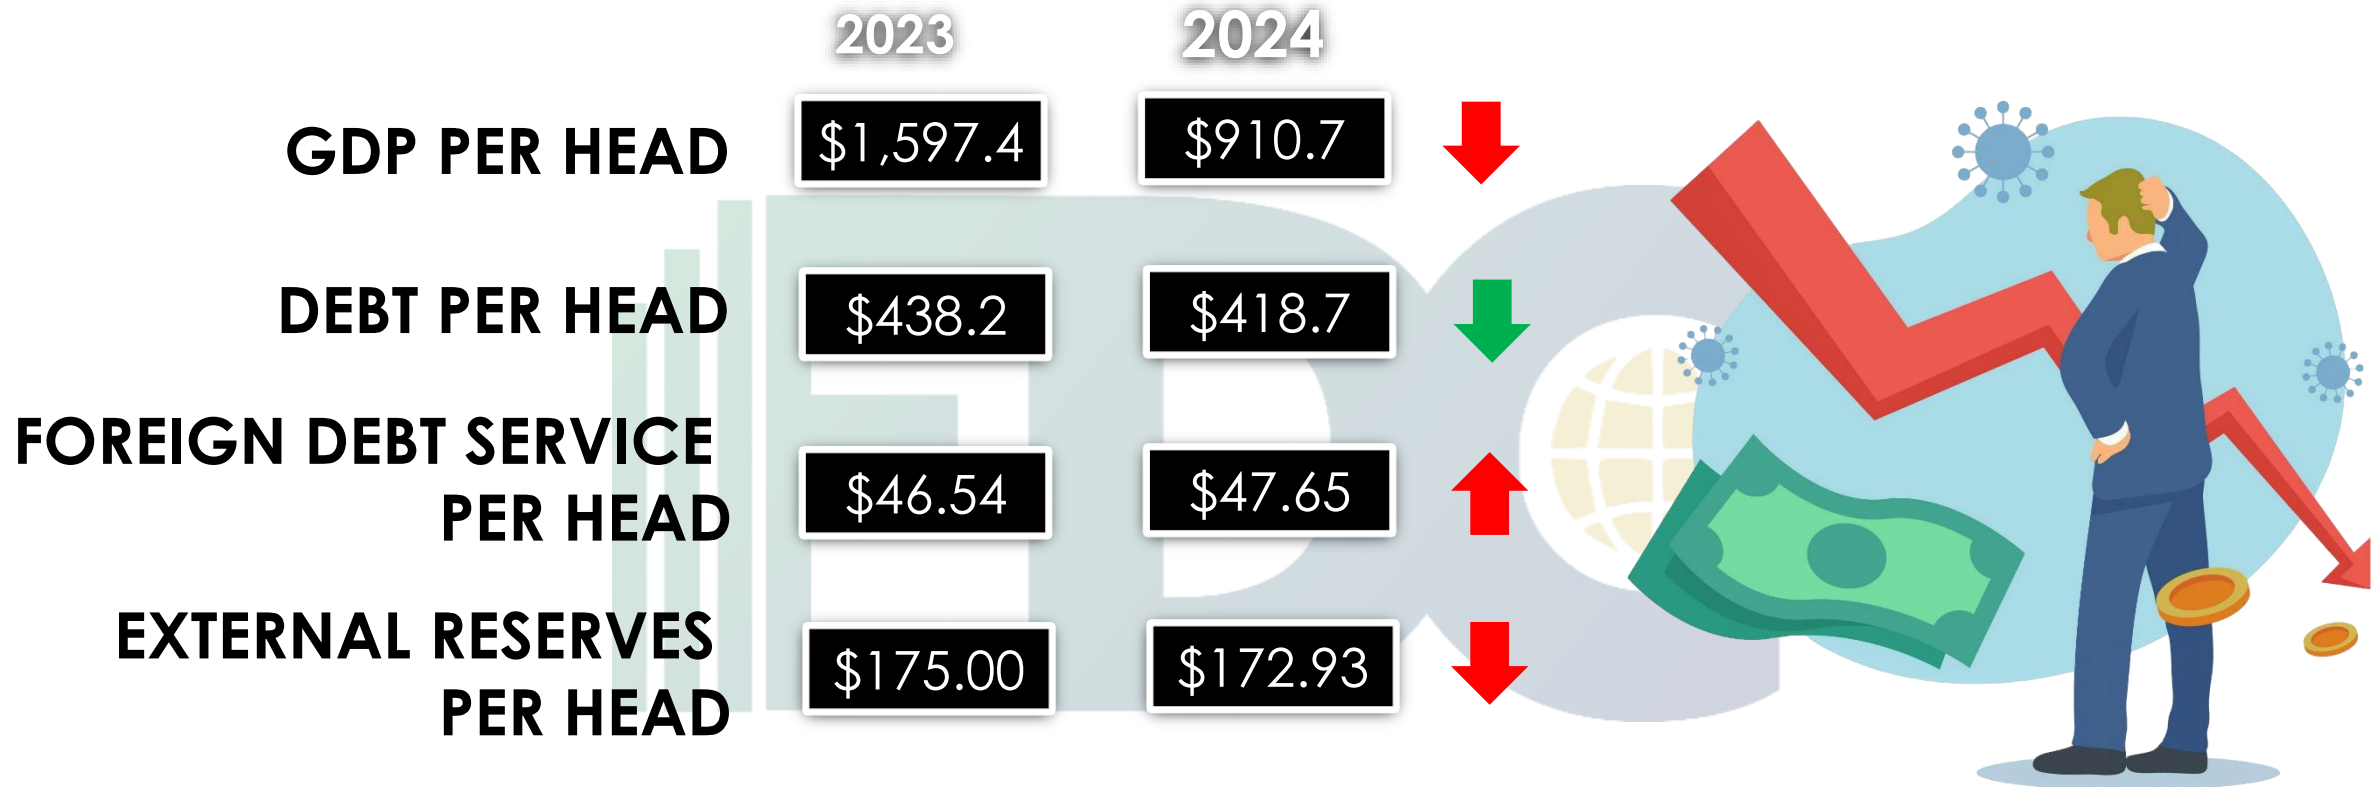 2023 2024
GDP PER HEAD $1,597.4 $910.7
DEBT PER HEAD $438.2 $418.7
FOREIGN DEBT SERVICE
PER HEAD $46.54 $47.65
EXTERNAL RESERVES
PER HEAD $175.00 $172.93
FDC